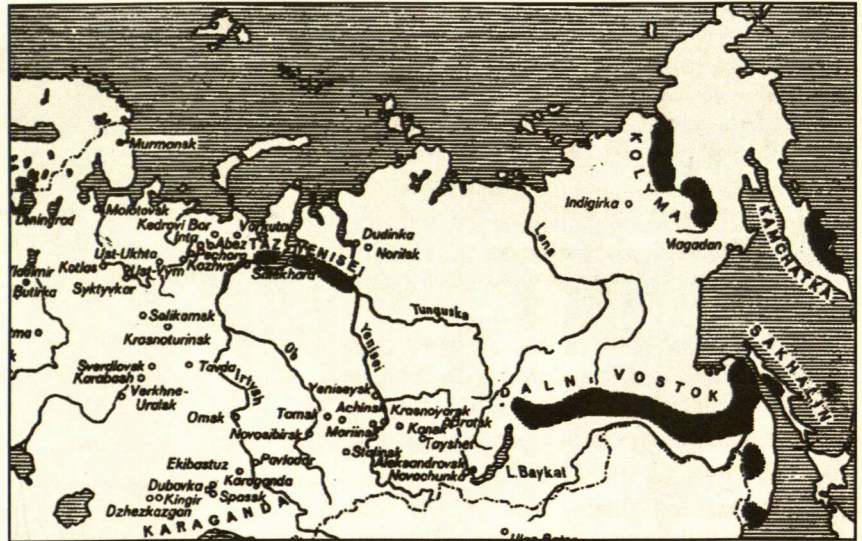 Murmansk
Molotovsk
Leningrad
Kedrovi Bor
Vorkuta
Inta
Abez
TAZ
YENISEI
Pechora
Ust-Ukhta
Kotlas
Ust-Vym
Kozhva
Salekhard
Syktyvkar
Butirka
Dudinka
Norilsk
KOLYMA
Indigirka
Magadan
KAMCHATKA
SAKHALYN
Lena
Tunguska
Yenisei
Ob
Irtysh
Solikamsk
Krasnoturinsk
Sverdlovsk
Karabash
Tavda
Verkhne-
Uralsk
Yeniseysk
Omsk
Tomsk
Achinsk
Krasnoyarsk
Bratsk
Novosibirsk
Mariinsk
Kansk
Tayshet
Stalinsk
Aleksandrovsk
Novochunko
DALNI VOSTOK
L.Baykal
Ekibastuz
Pavlodar
Karaganda
Dubovka
Kingir
Spassk
Dzhezkazgan
KARAGANDA